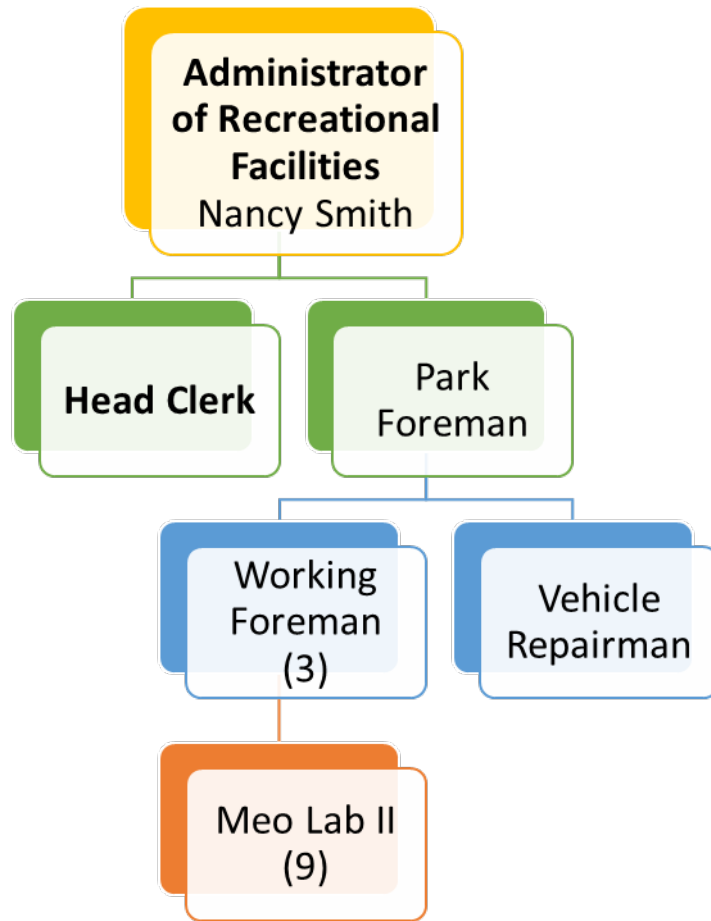 Administrator
of Recreational
Facilities
Nancy Smith
Head Clerk
Park
Foreman
Working
Foreman
(3)
Vehicle
Repairman
Meo Lab II
(9)